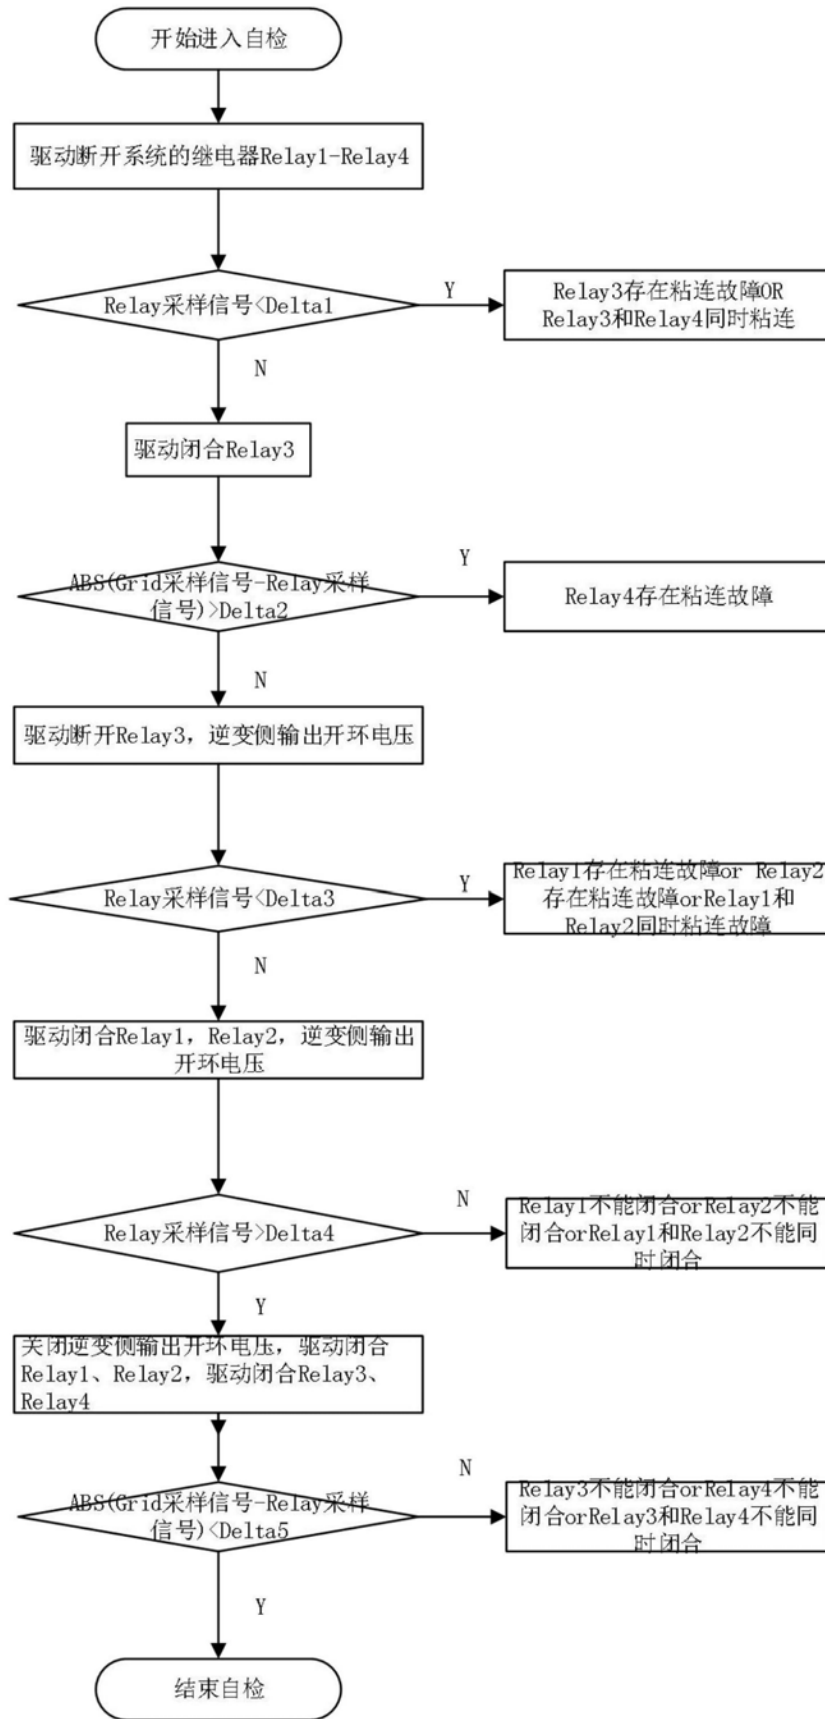 开始进入自检
驱动断开系统的继电器Relay1-Relay4
Relay采样信号<Delta1
Y
Relay3存在粘连故障OR
Relay3和Relay4同时粘连
N
驱动闭合Relay3
ABS(Grid采样信号-Relay采样
信号)>Delta2
Y
Relay4存在粘连故障
N
驱动断开Relay3，逆变侧输出开环电压
Relay采样信号<Delta3
Y
Relay1存在粘连故障or Relay2
存在粘连故障orRelay1和
Relay2同时粘连故障
N
驱动闭合Relay1，Relay2，逆变侧输出
开环电压
Relay采样信号>Delta4
N
Relay1不能闭合orRelay2不能
闭合orRelay1和Relay2不能同
时闭合
Y
关闭逆变侧输出开环电压，驱动闭合
Relay1、Relay2，驱动闭合Relay3、
Relay4
ABS(Grid采样信号-Relay采样
信号)<Delta5
N
Relay3不能闭合orRelay4不能
闭合orRelay3和Relay4不能同
时闭合
Y
结束自检